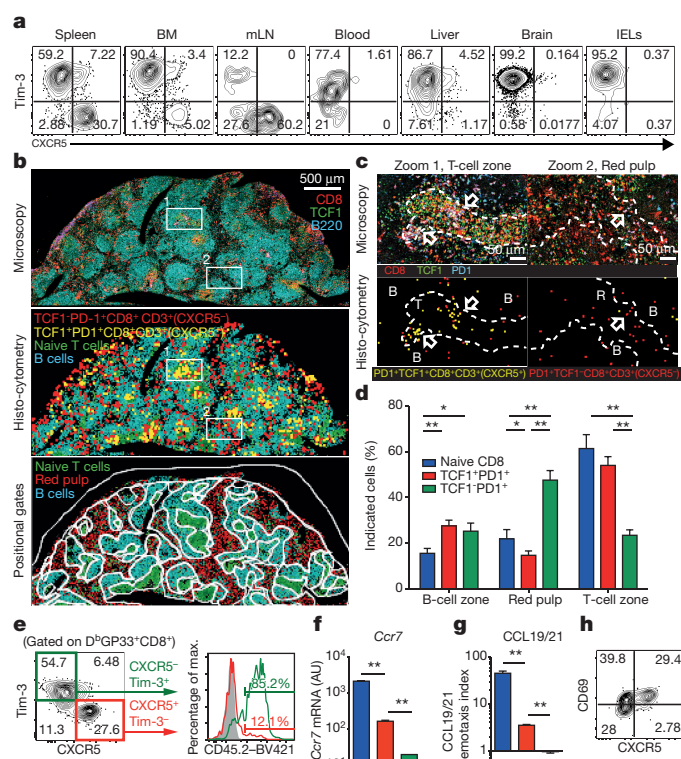 a
Spleen BM mLN Blood Liver Brain IELs
59.2 7.22 90.4 3.4 12.2 0 77.4 1.61 86.7 4.52 99.2 0.164 95.2 0.37
Tim-3
2.88 30.7 1.19 5.02 27.6 60.2 21 0 7.61 1.17 0.58 0.0177 4.07 0.37
CXCR5
b
500 μm
CD8
TCF1
B220
2
Microscopy
TCF1⁻PD-1⁺CD8⁺ CD3⁺(CXCR5⁻)
TCF1⁺PD1⁺CD8⁺CD3⁺(CXCR5⁺)
Naive T cells
B cells
2
Histo-cytometry
Naive T cells
Red pulp
B cells
Positional gates
c
Zoom 1, T-cell zone Zoom 2, Red pulp
Microscopy
50 μm 50 μm
CD8 TCF1 PD1
Histo-cytometry
B T B B R B B
PD1⁺TCF1⁺CD8⁺CD3⁺(CXCR5⁺) PD1⁺TCF1⁻CD8⁺CD3⁺(CXCR5⁻)
d
Indicated cells (%)
80
60
40
20
0
* ** ** * ** ** **
Naive CD8
TCF1⁺PD1⁺
TCF1⁻PD1⁺
B-cell zone Red pulp T-cell zone
e
(Gated on DᵇGP33⁺CD8⁺)
54.7 6.48
CXCR5⁻
Tim-3⁺
CXCR5⁺
Tim-3⁻
11.3 27.6
Tim-3
CXCR5
Percentage of max.
85.2%
12.1%
CD45.2–BV421
f
Ccr7
Ccr7 mRNA (AU)
10⁴
10³
10²
** **
g
CCL19/21
CCL19/21
emotaxis index
100
10
1
** **
h
39.8 29.4
CD69
28 2.78
CXCR5